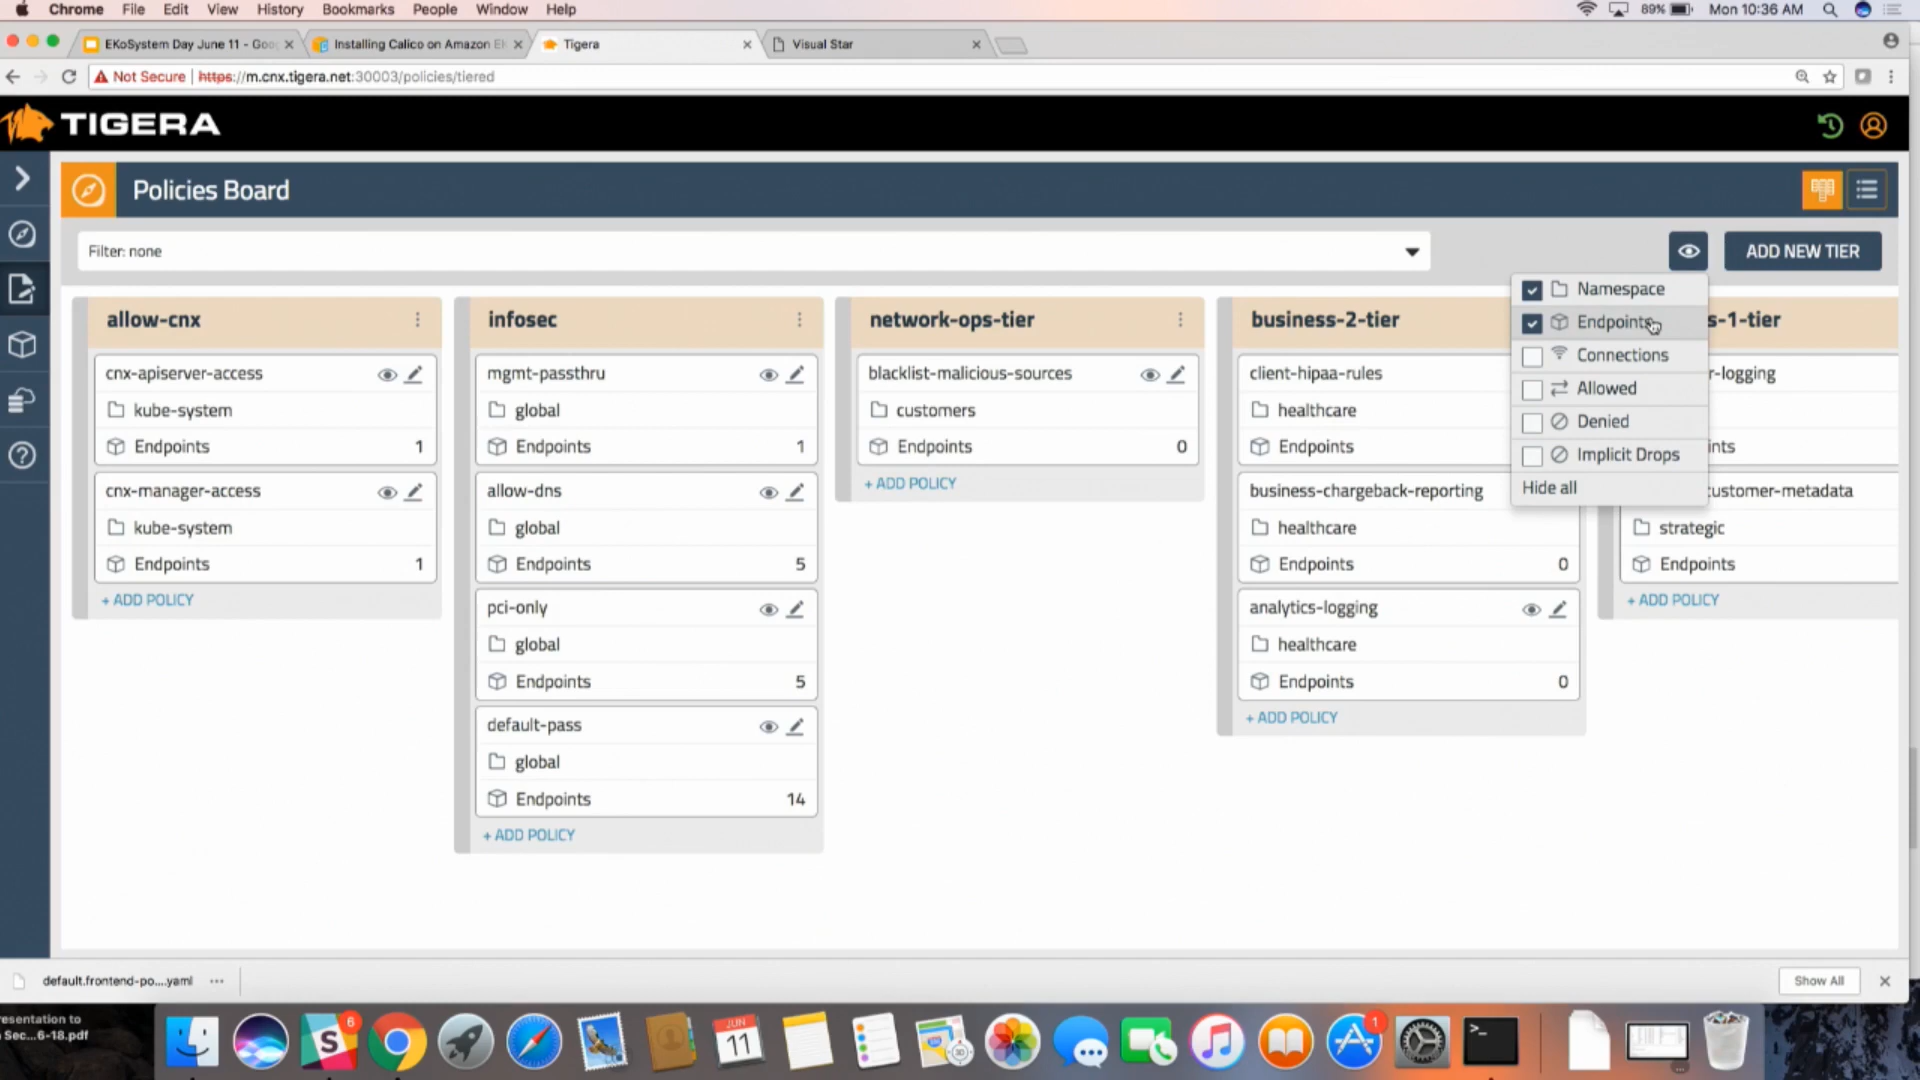 Chrome File Edit View History Bookmarks People Window Help
89% Mon 10:36 AM
EKoSystem Day June 11 - Goo
Installing Calico on Amazon EK
Tigera
Visual Star
Not Secure | https://m.cnx.tigera.net:30003/policies/tiered
TIGERA
Policies Board
Filter: none
ADD NEW TIER
Namespace
Endpoints
Connections
Allowed
Denied
Implicit Drops
Hide all
allow-cnx
cnx-apiserver-access
kube-system
Endpoints 1
cnx-manager-access
kube-system
Endpoints 1
+ ADD POLICY
infosec
mgmt-passthru
global
Endpoints 1
allow-dns
global
Endpoints 5
pci-only
global
Endpoints 5
default-pass
global
Endpoints 14
+ ADD POLICY
network-ops-tier
blacklist-malicious-sources
customers
Endpoints 0
+ ADD POLICY
business-2-tier
client-hipaa-rules
healthcare
Endpoints
business-chargeback-reporting
healthcare
Endpoints 0
analytics-logging
healthcare
Endpoints 0
+ ADD POLICY
s-1-tier
r-logging
ints
ustomer-metadata
strategic
Endpoints
+ ADD POLICY
default.frontend-po....yaml
Show All
resentation to
Sec...6-18.pdf
6
JUN
11
30
1